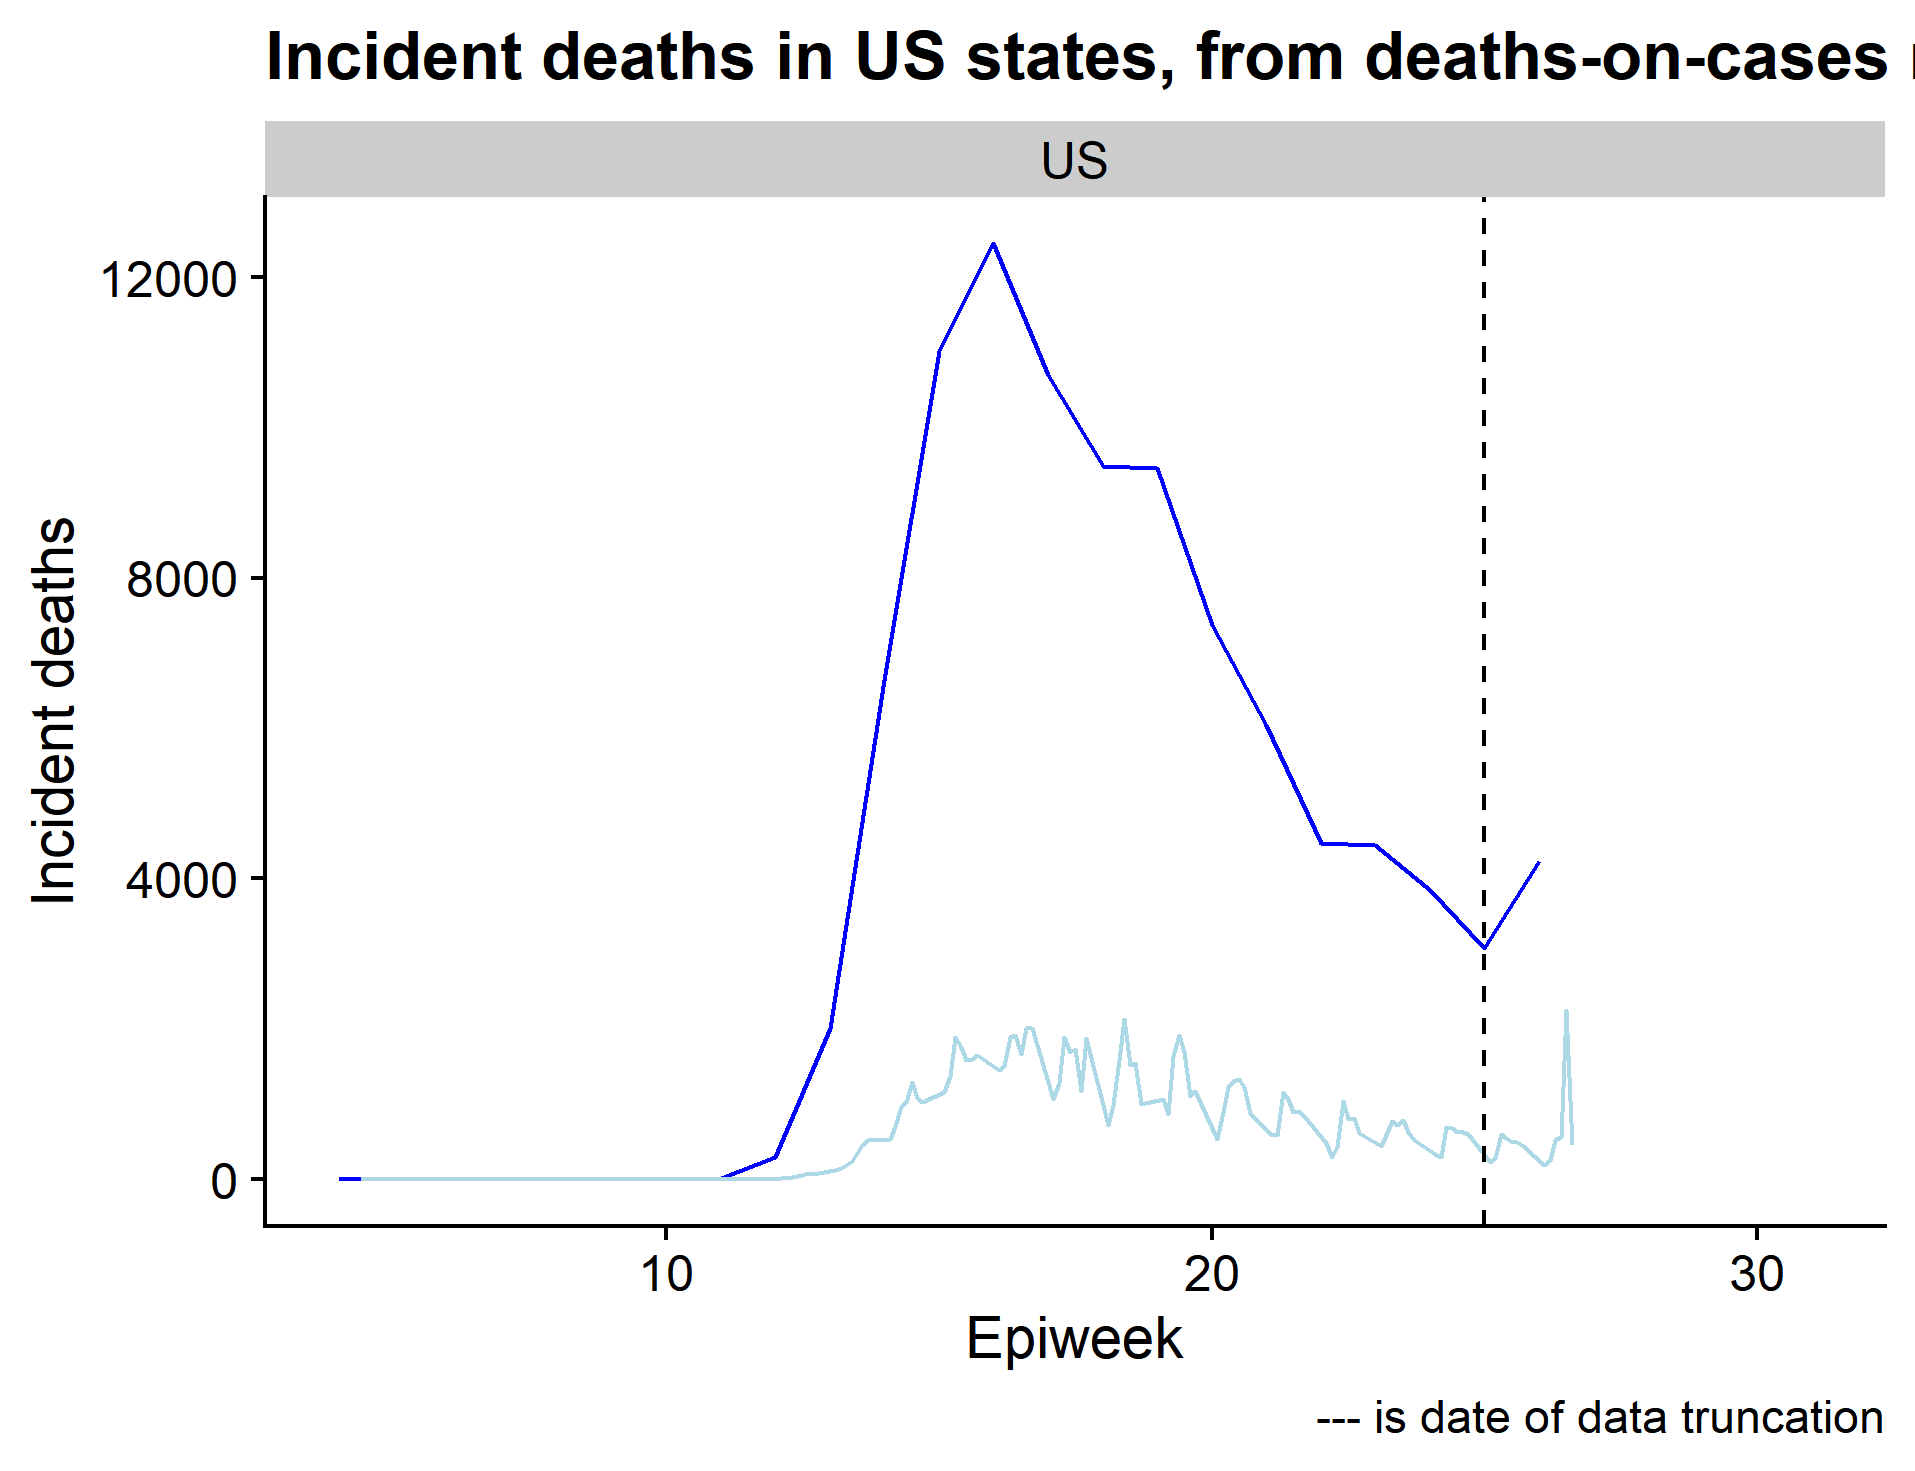 Incident deaths in US states, from deaths-on-cases
US
12000
8000
4000
0
Incident deaths
10 20 30
Epiweek
--- is date of data truncation